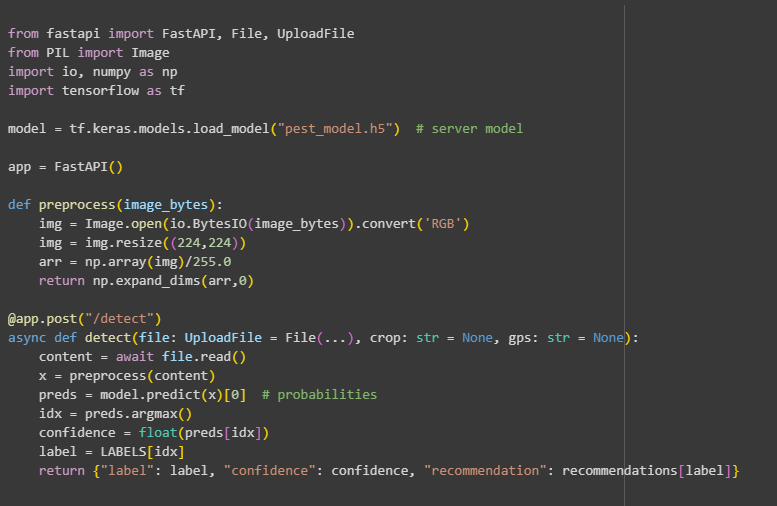 from fastapi import FastAPI, File, UploadFile
from PIL import Image
import io, numpy as np
import tensorflow as tf

model = tf.keras.models.load_model("pest_model.h5")  # server model

app = FastAPI()

def preprocess(image_bytes):
    img = Image.open(io.BytesIO(image_bytes)).convert('RGB')
    img = img.resize((224,224))
    arr = np.array(img)/255.0
    return np.expand_dims(arr,0)

@app.post("/detect")
async def detect(file: UploadFile = File(...), crop: str = None, gps: str = None):
    content = await file.read()
    x = preprocess(content)
    preds = model.predict(x)[0]  # probabilities
    idx = preds.argmax()
    confidence = float(preds[idx])
    label = LABELS[idx]
    return {"label": label, "confidence": confidence, "recommendation": recommendations[label]}